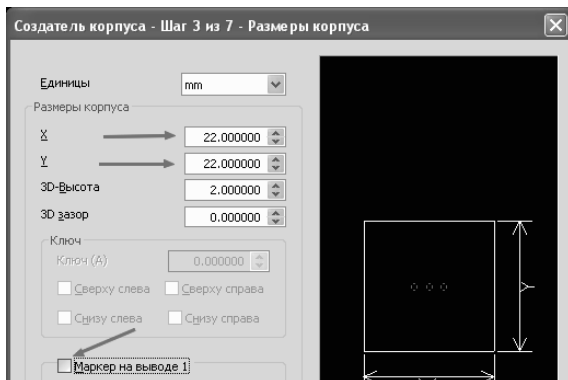 Создатель корпуса - Шаг 3 из 7 - Размеры корпуса
Единицы mm
Размеры корпуса
X 22.000000
Y 22.000000
3D-Высота 2.000000
3D зазор 0.000000
Ключ
Ключ (A) 0.000000
Сверху слева Сверху справа
Снизу слева Снизу справа
Маркер на выводе 1
Y